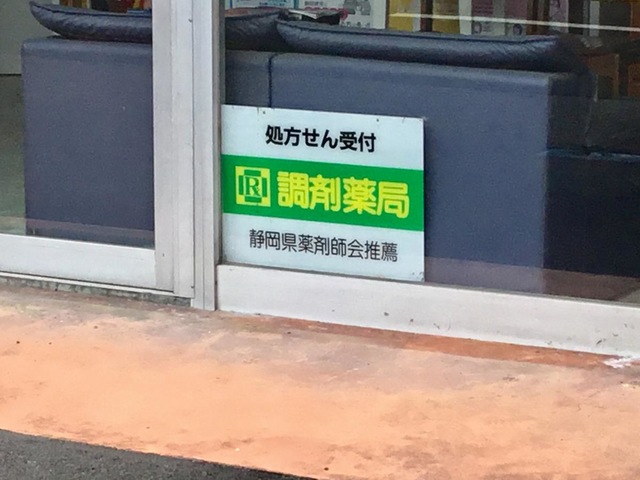 処方せん受付
R 調剤薬局
静岡県薬剤師会推薦